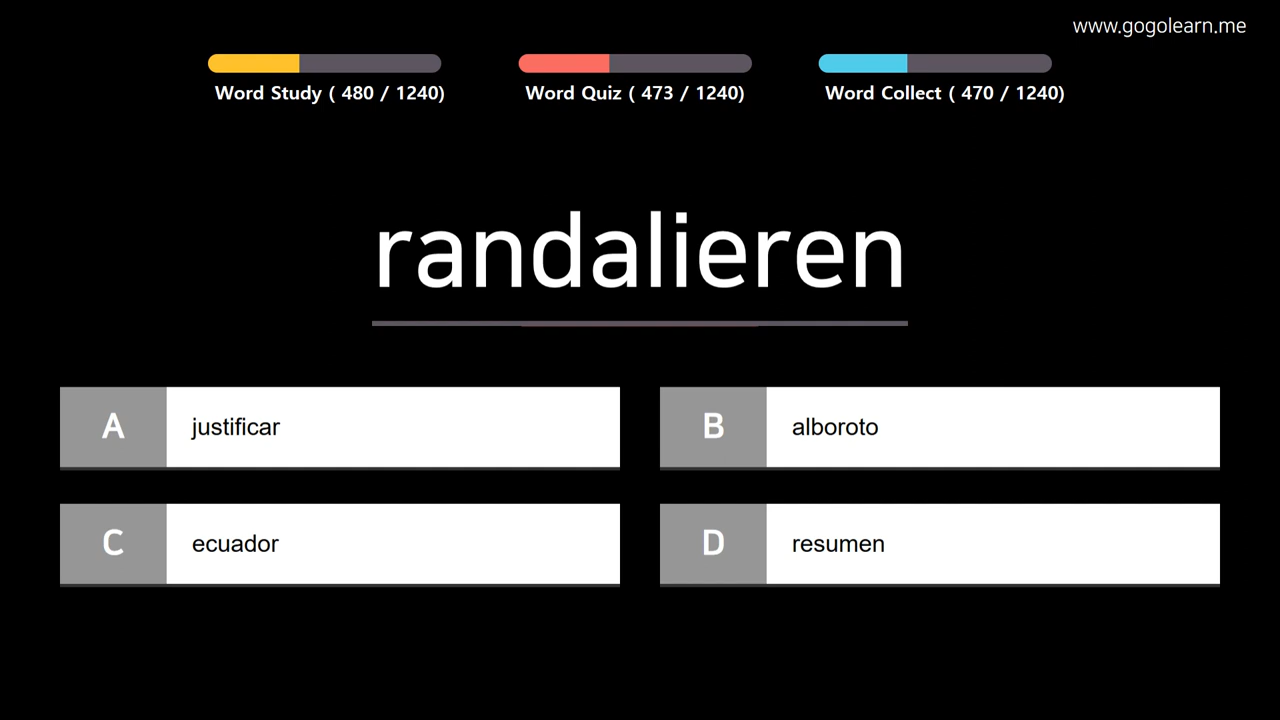 www.gogolearn.me
Word Study ( 480 / 1240)
Word Quiz ( 473 / 1240)
Word Collect ( 470 / 1240)
randalieren
A justificar
B alboroto
C ecuador
D resumen